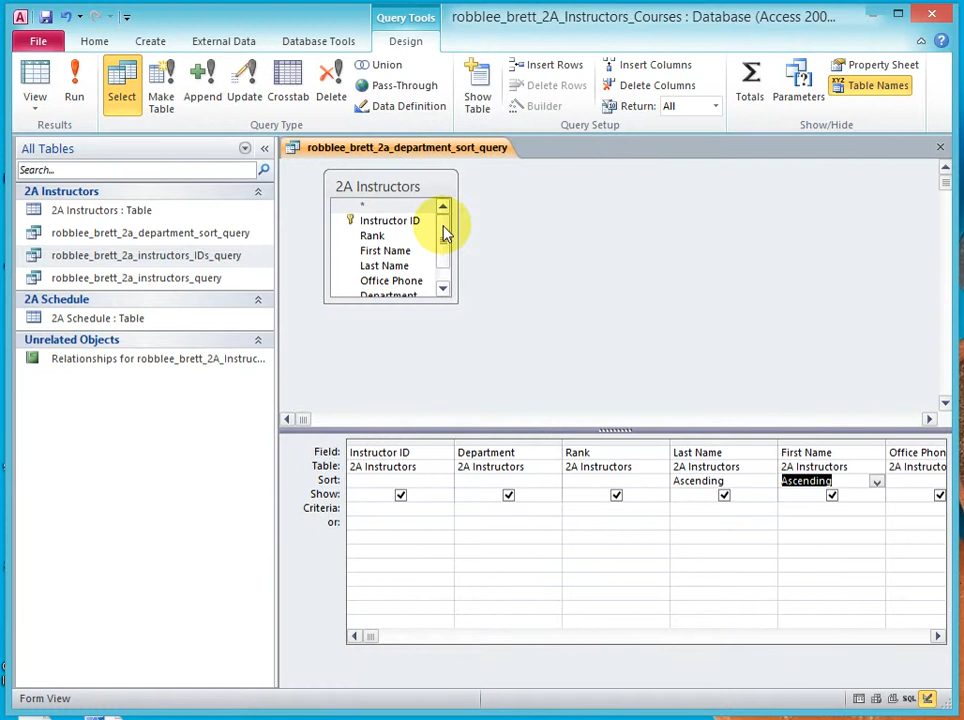 Query Tools
robblee_brett_2A_Instructors_Courses : Database (Access 200...
File Home Create External Data Database Tools Design
View Run Select Make Table Append Update Crosstab Delete
Union
Pass-Through
Data Definition
Show Table
Insert Rows
Delete Rows
Builder
Insert Columns
Delete Columns
Return: All
Totals Parameters
Property Sheet
Table Names
Results Query Type Query Setup Show/Hide
All Tables
Search...
2A Instructors
2A Instructors : Table
robblee_brett_2a_department_sort_query
robblee_brett_2a_instructors_IDs_query
robblee_brett_2a_instructors_query
2A Schedule
2A Schedule : Table
Unrelated Objects
Relationships for robblee_brett_2A_Instruc...
robblee_brett_2a_department_sort_query
2A Instructors
*
Instructor ID
Rank
First Name
Last Name
Office Phone
Department
Field: Instructor ID Department Rank Last Name First Name Office Phon
Table: 2A Instructors 2A Instructors 2A Instructors 2A Instructors 2A Instructors 2A Instructo
Sort: Ascending Ascending
Show:
Criteria:
or:
Form View
SQL